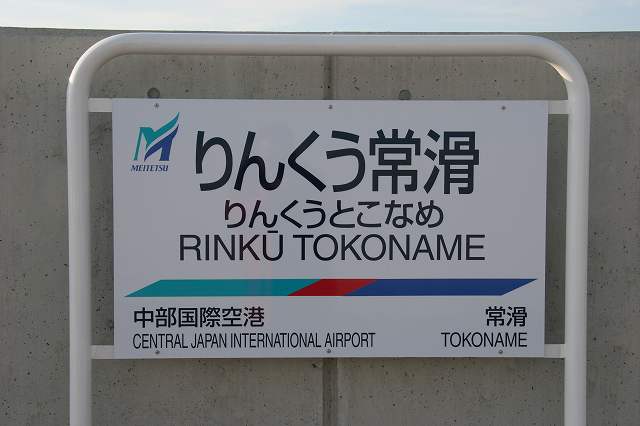 MEITETSU
りんくう常滑
りんくうとこなめ
RINKŪ TOKONAME
中部国際空港 常滑
CENTRAL JAPAN INTERNATIONAL AIRPORT TOKONAME